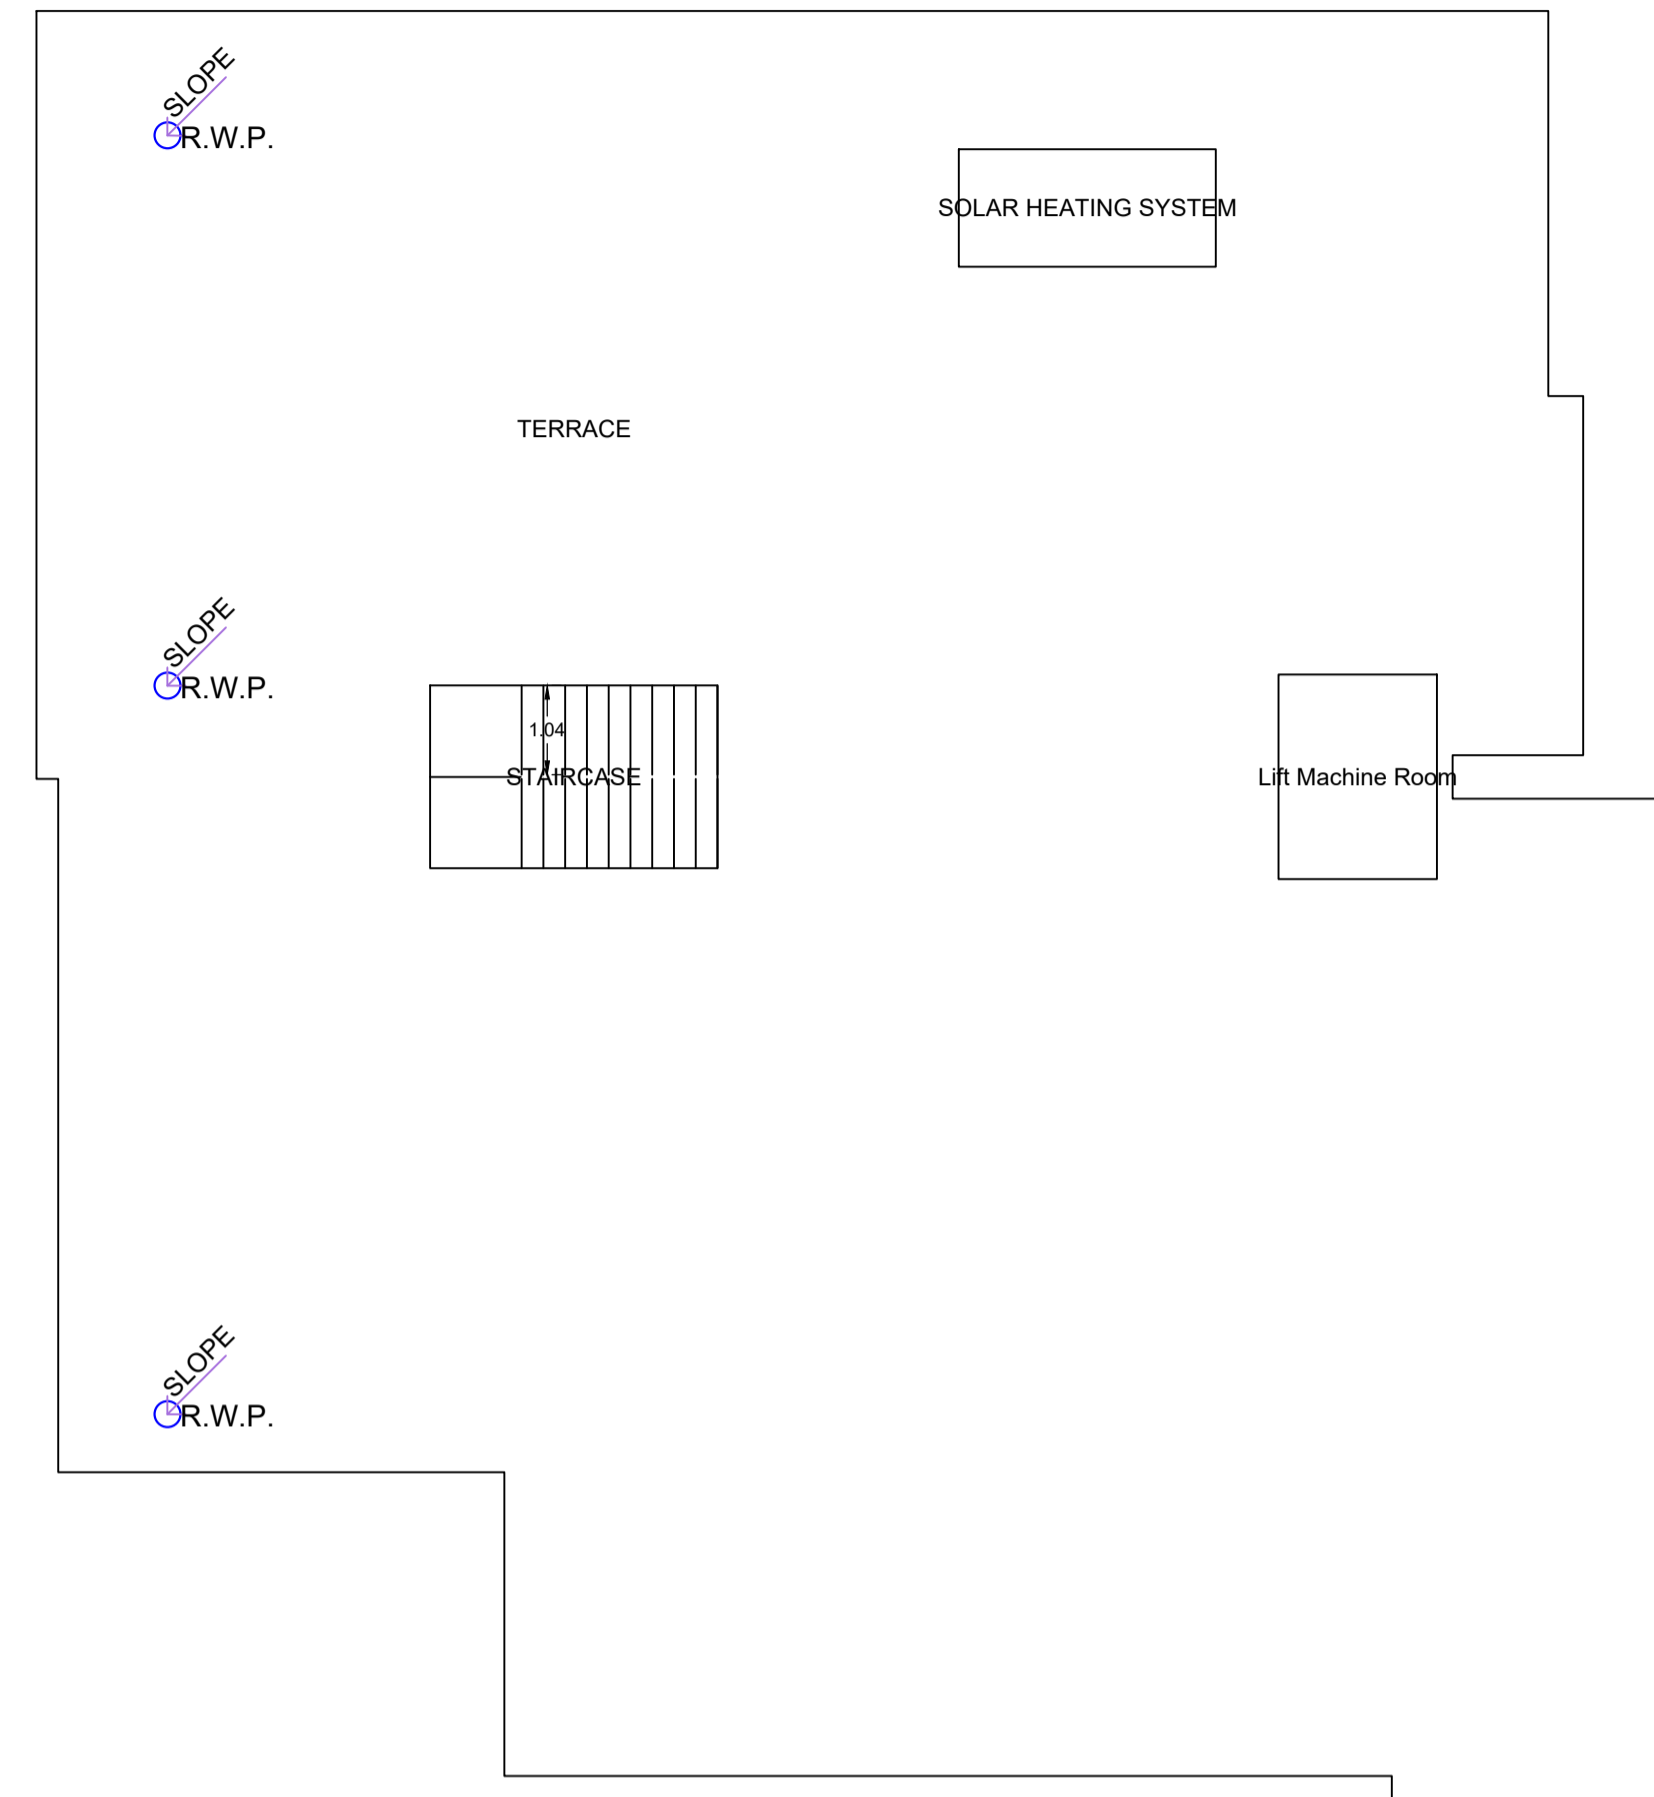 SLOPE
R.W.P.
SOLAR HEATING SYSTEM
TERRACE
SLOPE
R.W.P.
1.04
STAIRCASE
Lift Machine Room
SLOPE
R.W.P.